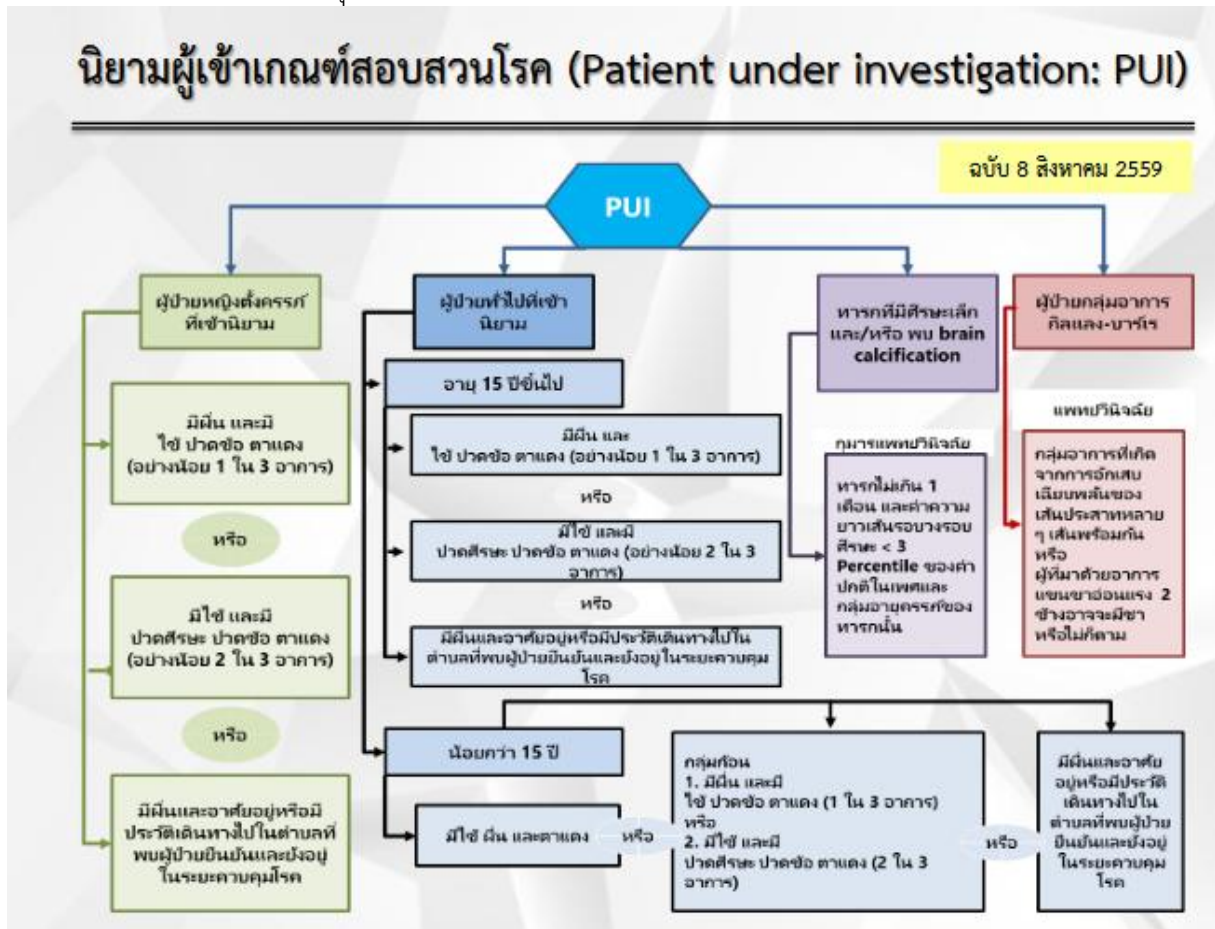 นิยามผู้เข้าเกณฑ์สอบสวนโรค (Patient under investigation: PUI)
ฉบับ 8 สิงหาคม 2559
PUI
ผู้ป่วยหญิงตั้งครรภ์
ที่เข้านิยาม
มีผื่น และมี
ไข้ ปวดข้อ ตาแดง
(อย่างน้อย 1 ใน 3 อาการ)
หรือ
มีไข้ และมี
ปวดศีรษะ ปวดข้อ ตาแดง
(อย่างน้อย 2 ใน 3 อาการ)
หรือ
มีผื่นและอาศัยอยู่หรือมี
ประวัติเดินทางไปในตำบลที่
พบผู้ป่วยยืนยันและยังอยู่
ในระยะควบคุมโรค
ผู้ป่วยทั่วไปที่เข้า
นิยาม
อายุ 15 ปีขึ้นไป
มีผื่น และ
ไข้ ปวดข้อ ตาแดง (อย่างน้อย 1 ใน 3 อาการ)
หรือ
มีไข้ และมี
ปวดศีรษะ ปวดข้อ ตาแดง (อย่างน้อย 2 ใน 3
อาการ)
หรือ
มีผื่นและอาศัยอยู่หรือมีประวัติเดินทางไปใน
ตำบลที่พบผู้ป่วยยืนยันและยังอยู่ในระยะควบคุม
โรค
น้อยกว่า 15 ปี
มีไข้ ผื่น และตาแดง
หรือ
กลุ่มก้อน
1. มีผื่น และมี
ไข้ ปวดข้อ ตาแดง (1 ใน 3 อาการ)
หรือ
2. มีไข้ และมี
ปวดศีรษะ ปวดข้อ ตาแดง (2 ใน 3
อาการ)
หรือ
มีผื่นและอาศัย
อยู่หรือมีประวัติ
เดินทางไปใน
ตำบลที่พบผู้ป่วย
ยืนยันและยังอยู่
ในระยะควบคุม
โรค
ทารกที่มีศีรษะเล็ก
และ/หรือ พบ brain
calcification
กุมารแพทย์วินิจฉัย
ทารกไม่เกิน 1
เดือน และค่าความ
ยาวเส้นรอบวงรอบ
ศีรษะ < 3
Percentile ของค่า
ปกติในเพศและ
กลุ่มอายุครรภ์ของ
ทารกนั้น
ผู้ป่วยกลุ่มอาการ
กิลแลง-บาร์เร
แพทย์วินิจฉัย
กลุ่มอาการที่เกิด
จากการอักเสบ
เฉียบพลันของ
เส้นประสาทหลาย
ๆ เส้นพร้อมกัน
หรือ
ผู้ที่มาด้วยอาการ
แขนขาอ่อนแรง 2
ข้างอาจจะมีชา
หรือไม่ก็ตาม